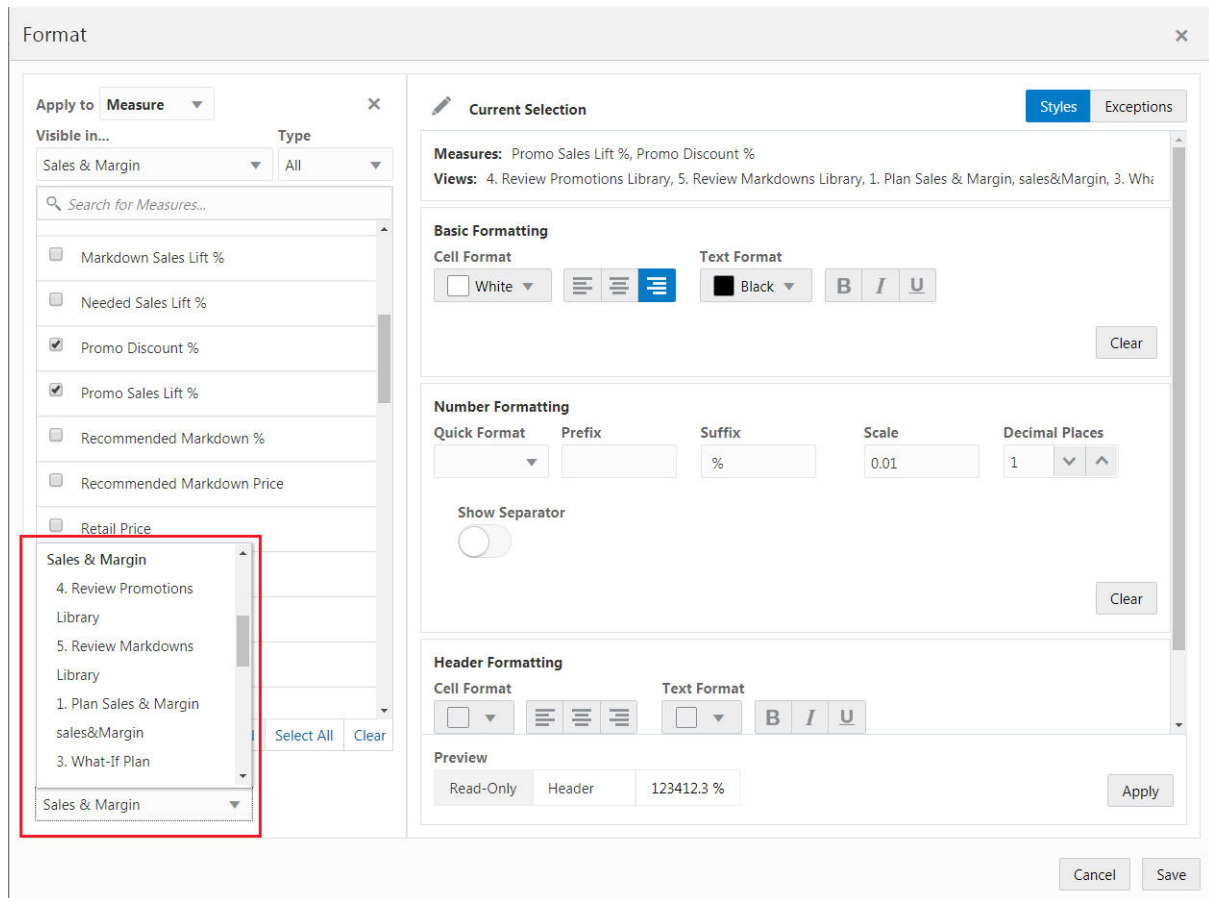 Format
Apply to Measure
Visible in... Type
Sales & Margin All
Search for Measures...
Markdown Sales Lift %
Needed Sales Lift %
Promo Discount %
Promo Sales Lift %
Recommended Markdown %
Recommended Markdown Price
Retail Price
Sales & Margin
4. Review Promotions
Library
5. Review Markdowns
Library
1. Plan Sales & Margin
sales&Margin
3. What-If Plan
Select All Clear
Sales & Margin
Current Selection
Styles Exceptions
Measures: Promo Sales Lift %, Promo Discount %
Views: 4. Review Promotions Library, 5. Review Markdowns Library, 1. Plan Sales & Margin, sales&Margin, 3. Wha
Basic Formatting
Cell Format Text Format
White Black B I U
Clear
Number Formatting
Quick Format Prefix Suffix Scale Decimal Places
% 0.01 1
Show Separator
Clear
Header Formatting
Cell Format Text Format
B I U
Preview
Read-Only Header 123412.3 %
Apply
Cancel Save